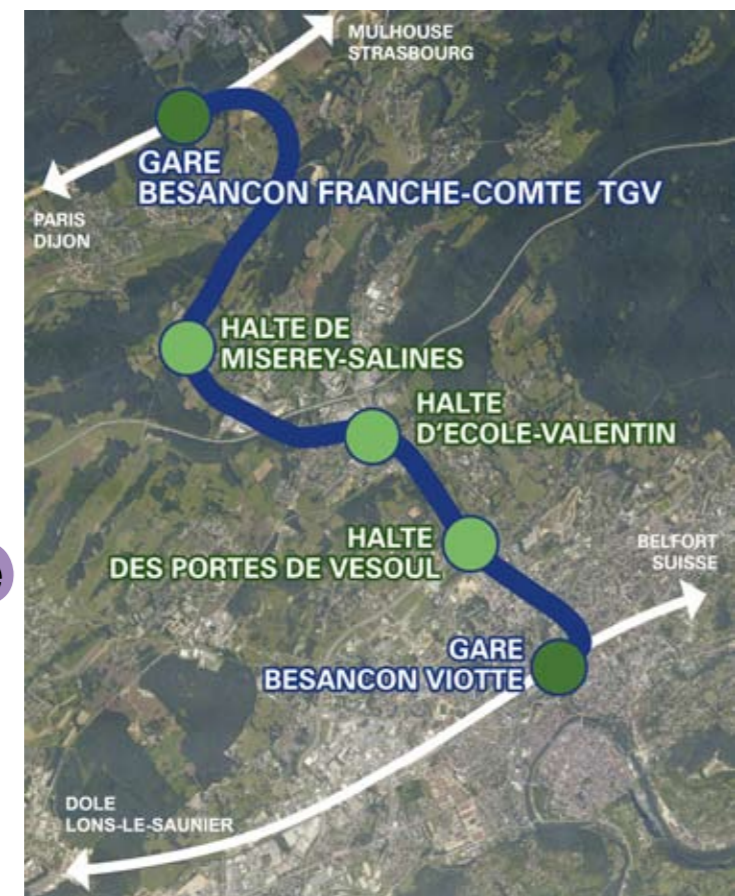 MULHOUSE
STRASBOURG
GARE
BESANCON FRANCHE-COMTE TGV
PARIS
DIJON
HALTE DE
MISEREY-SALINES
HALTE
D'ECOLE-VALENTIN
HALTE
DES PORTES DE VESOUL
BELFORT
SUISSE
GARE
BESANCON VIOTTE
DOLE
LONS-LE-SAUNIER